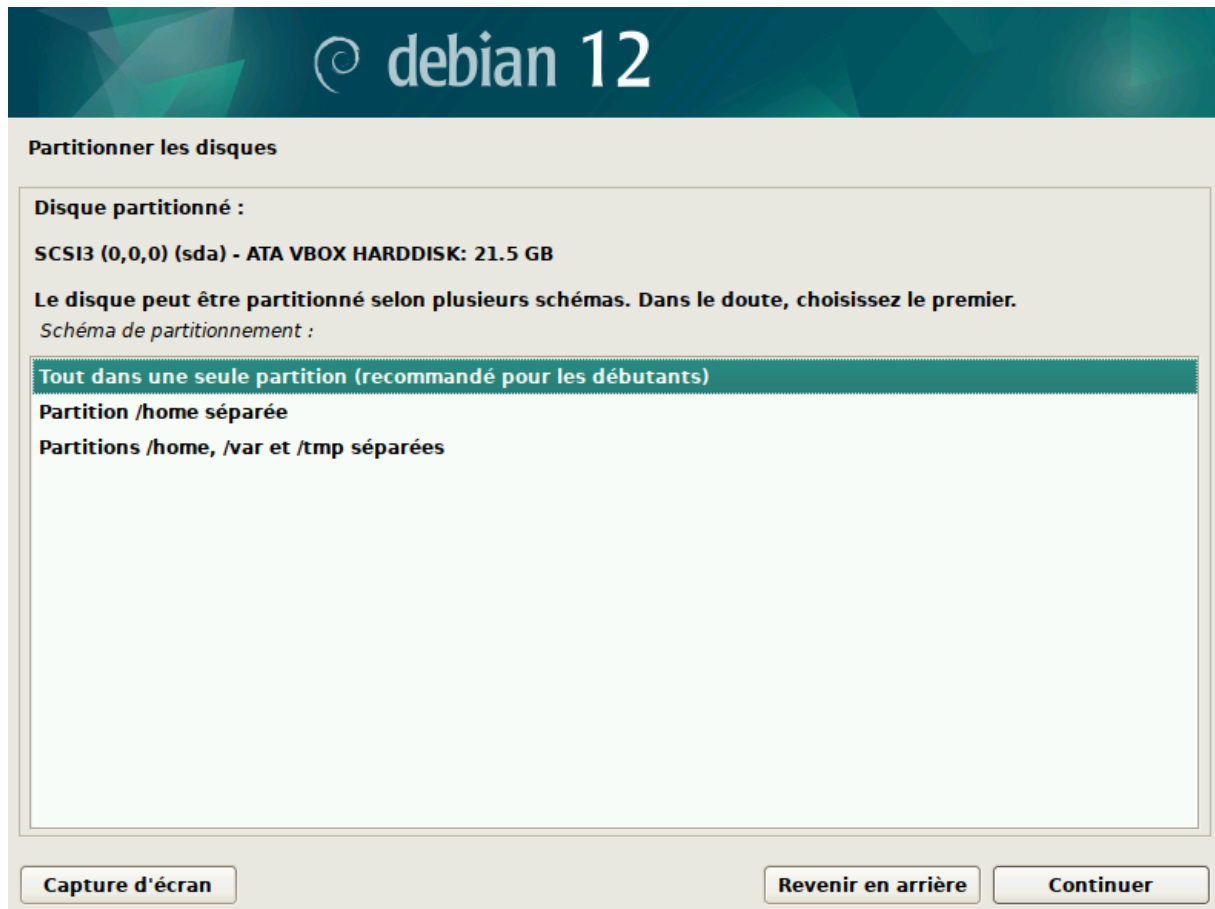 debian 12
Partitionner les disques
Disque partitionné :
SCSI3 (0,0,0) (sda) - ATA VBOX HARDDISK: 21.5 GB
Le disque peut être partitionné selon plusieurs schémas. Dans le doute, choisissez le premier.
Schéma de partitionnement :
Tout dans une seule partition (recommandé pour les débutants)
Partition /home séparée
Partitions /home, /var et /tmp séparées
Capture d'écran
Revenir en arrière
Continuer